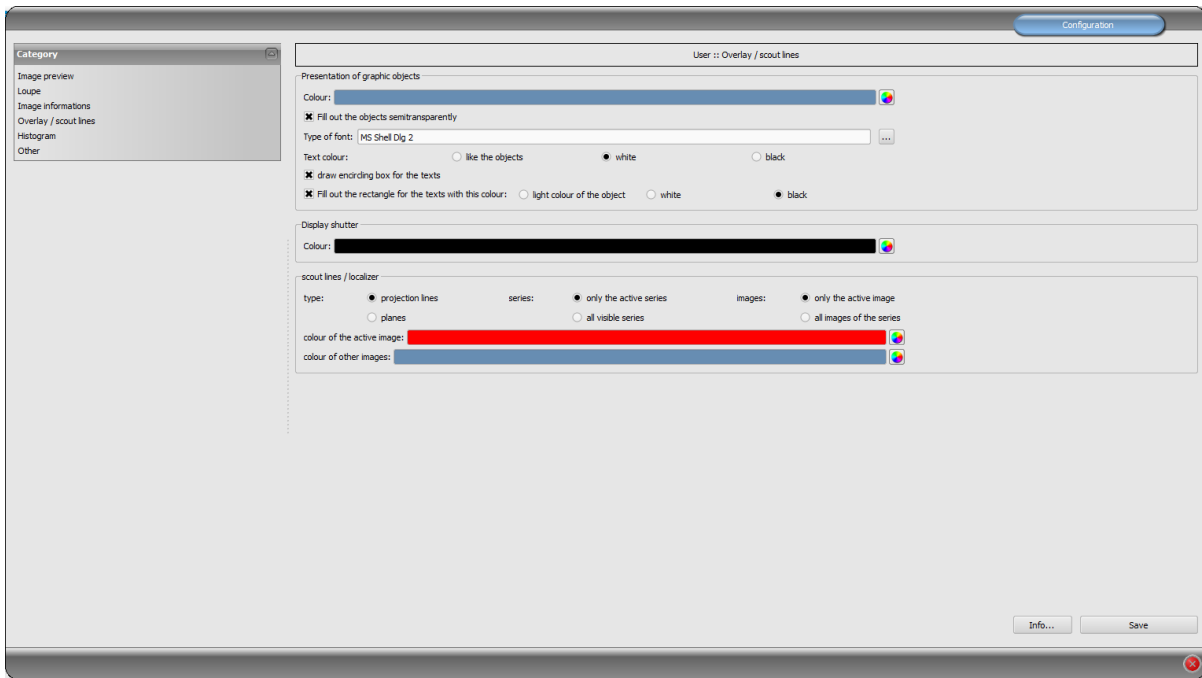 Configuration
Category
User :: Overlay / scout lines
Image preview
Loupe
Image informations
Overlay / scout lines
Histogram
Other
Presentation of graphic objects
Colour:
Fill out the objects semitransparently
Type of font: MS Shell Dlg 2 ...
Text colour: like the objects white black
draw encirding box for the texts
Fill out the rectangle for the texts with this colour: light colour of the object white black
Display shutter
Colour:
scout lines / localizer
type: projection lines series: only the active series images: only the active image
planes all visible series all images of the series
colour of the active image:
colour of other images:
Info... Save